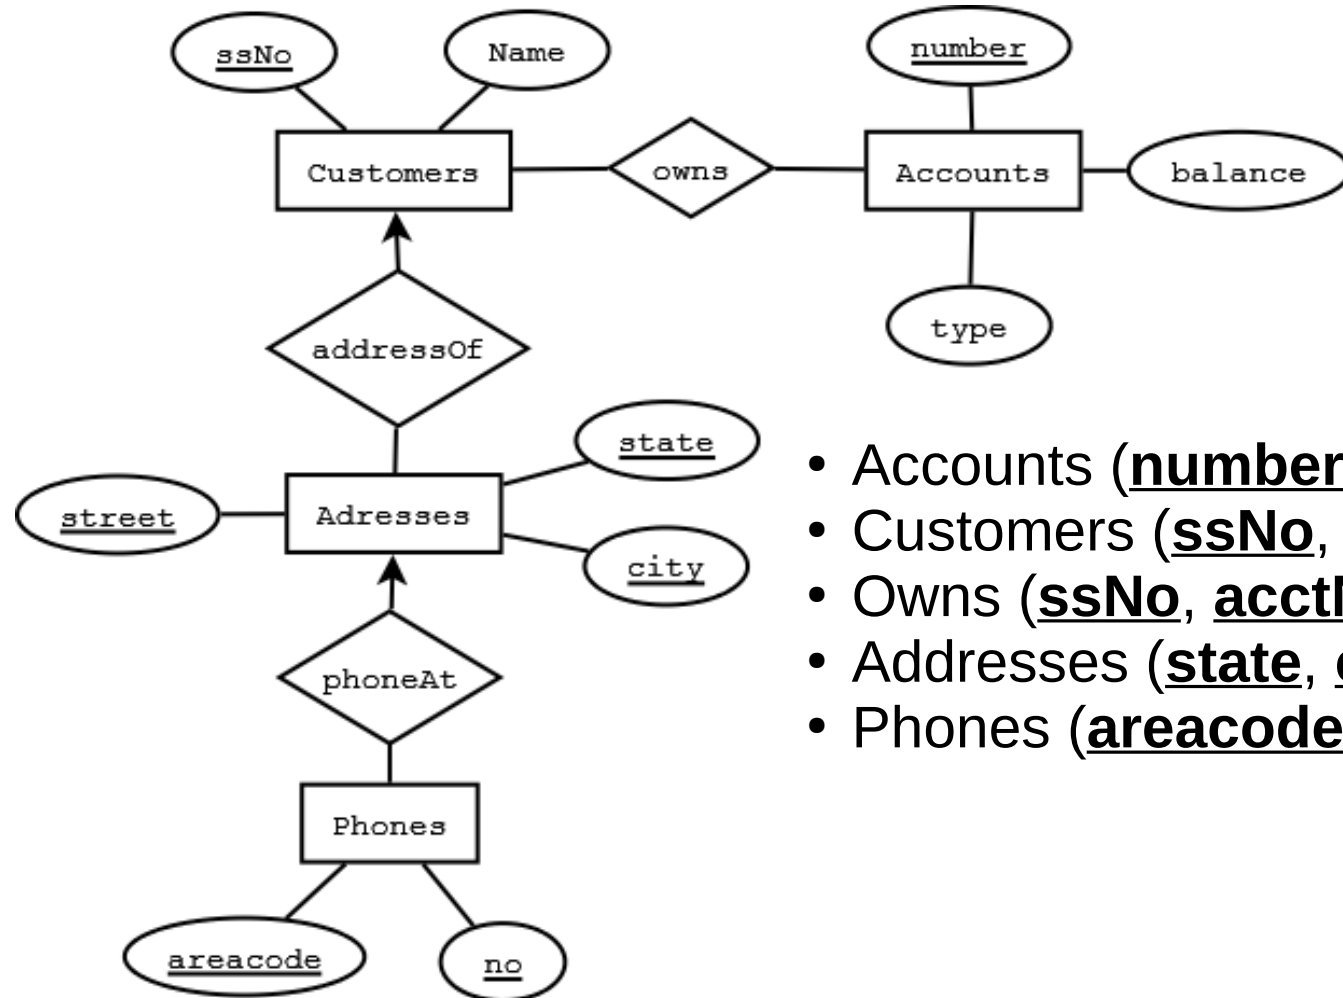 ssNo
Name
number
Customers
owns
Accounts
balance
addressOf
type
state
street
Adresses
city
phoneAt
Phones
areacode
no
• Accounts (number
• Customers (ssNo,
• Owns (ssNo, acct
• Addresses (state,
• Phones (areacode